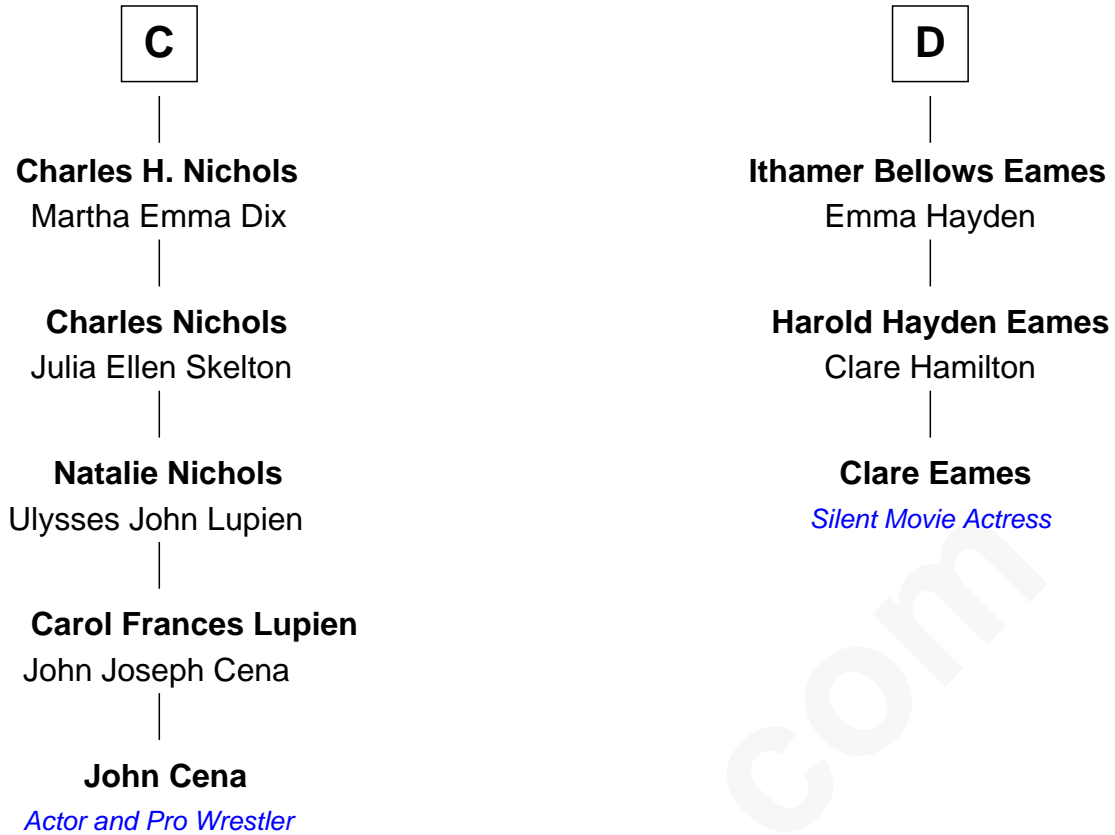 C
Charles H. Nichols
Martha Emma Dix
Charles Nichols
Julia Ellen Skelton
Natalie Nichols
Ulysses John Lupien
Carol Frances Lupien
John Joseph Cena
John Cena
Actor and Pro Wrestler
D
Ithamer Bellows Eames
Emma Hayden
Harold Hayden Eames
Clare Hamilton
Clare Eames
Silent Movie Actress
com